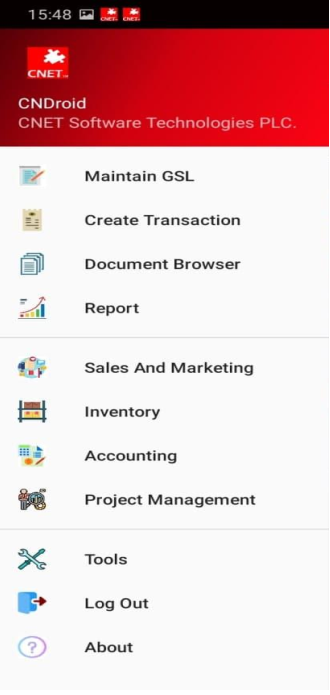 15:48
CNET
CNDroid
CNET Software Technologies PLC.
Maintain GSL
Create Transaction
Document Browser
Report
Sales And Marketing
Inventory
Accounting
Project Management
Tools
Log Out
About